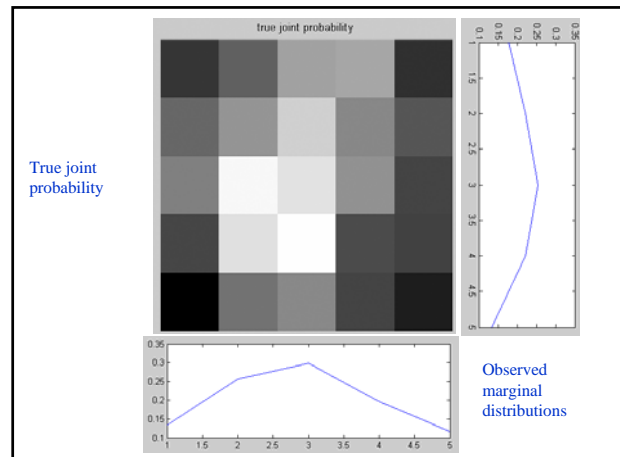 true joint probability
0.1 0.15 0.2 0.25 0.3 0.35
1
1.5
2
2.5
3
3.5
4
4.5
5
True joint
probability
0.35
0.3
0.25
0.2
0.15
0.1
1 1.5 2 2.5 3 3.5 4 4.5 5
Observed
marginal
distributions